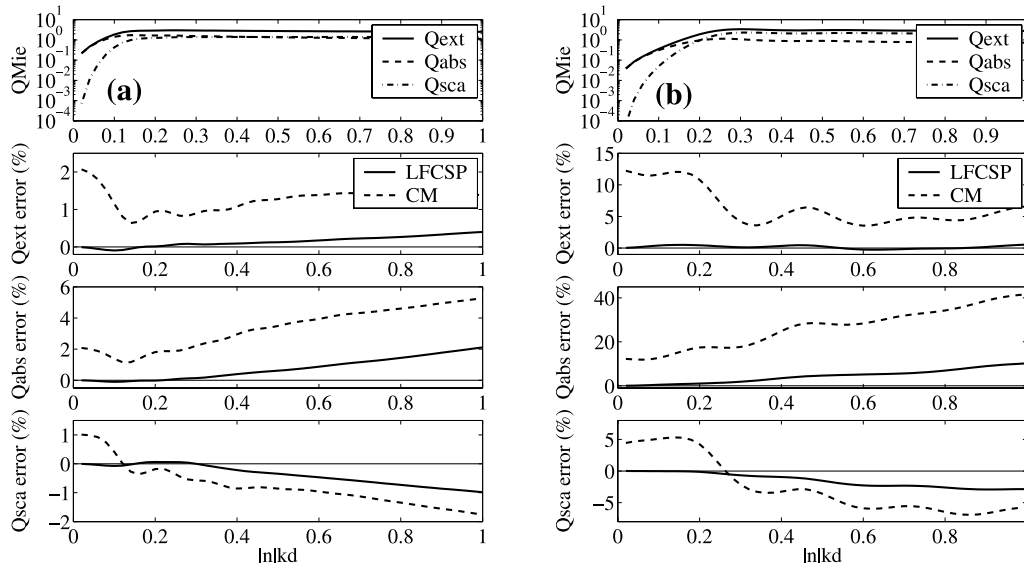 QMie
10^0
10^-1
10^-2
10^-3
10^-4
(a)
Qext
Qabs
Qsca
0 0.1 0.2 0.3 0.4 0.5 0.6 0.7 0.8 0.9 1
Qext error (%)
2
1
0
LFCSP
CM
0 0.2 0.4 0.6 0.8 1
Qabs error (%)
6
4
2
0
0 0.2 0.4 0.6 0.8 1
Qsca error (%)
1
0
−1
−2
0 0.2 0.4 0.6 0.8 1
|n|kd
QMie
10^0
10^-1
10^-2
10^-3
10^-4
(b)
Qext
Qabs
Qsca
0 0.1 0.2 0.3 0.4 0.5 0.6 0.7 0.8 0.9
Qext error (%)
15
10
5
0
LFCSP
CM
0 0.2 0.4 0.6 0.8
Qabs error (%)
40
20
0
0 0.2 0.4 0.6 0.8
Qsca error (%)
5
0
−5
0 0.2 0.4 0.6 0.8
|n|kd